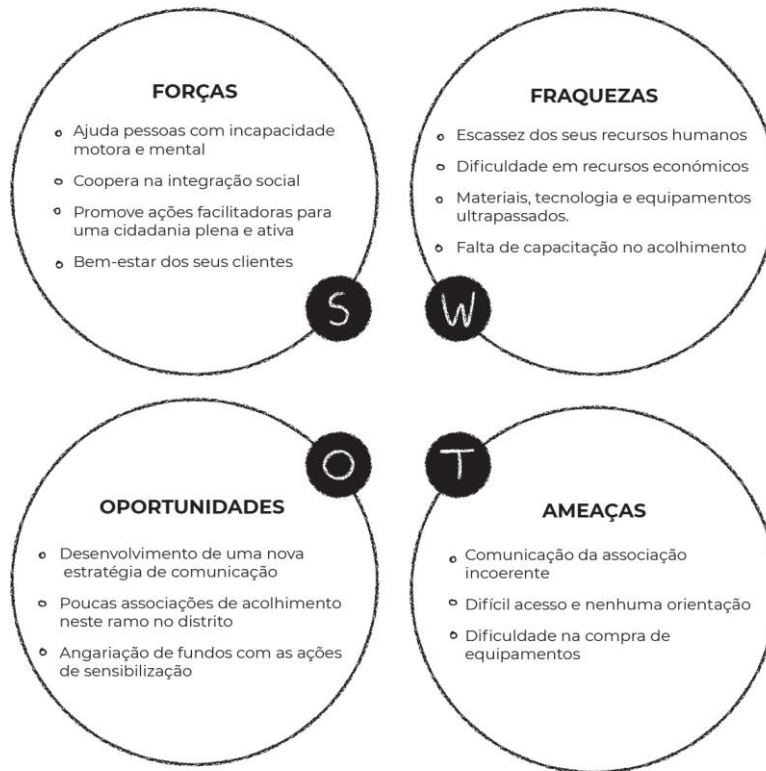 FORÇAS
Ajuda pessoas com incapacidade
motora e mental
Coopera na integração social
Promove ações facilitadoras para
uma cidadania plena e ativa
Bem-estar dos seus clientes
S
FRAQUEZAS
Escassez dos seus recursos humanos
Dificuldade em recursos económicos
Materiais, tecnologia e equipamentos
ultrapassados.
Falta de capacitação no acolhimento
W
O
OPORTUNIDADES
Desenvolvimento de uma nova
estratégia de comunicação
Poucas associações de acolhimento
neste ramo no distrito
Angariação de fundos com as ações
de sensibilização
T
AMEAÇAS
Comunicação da associação
incoerente
Difícil acesso e nenhuma orientação
Dificuldade na compra de
equipamentos